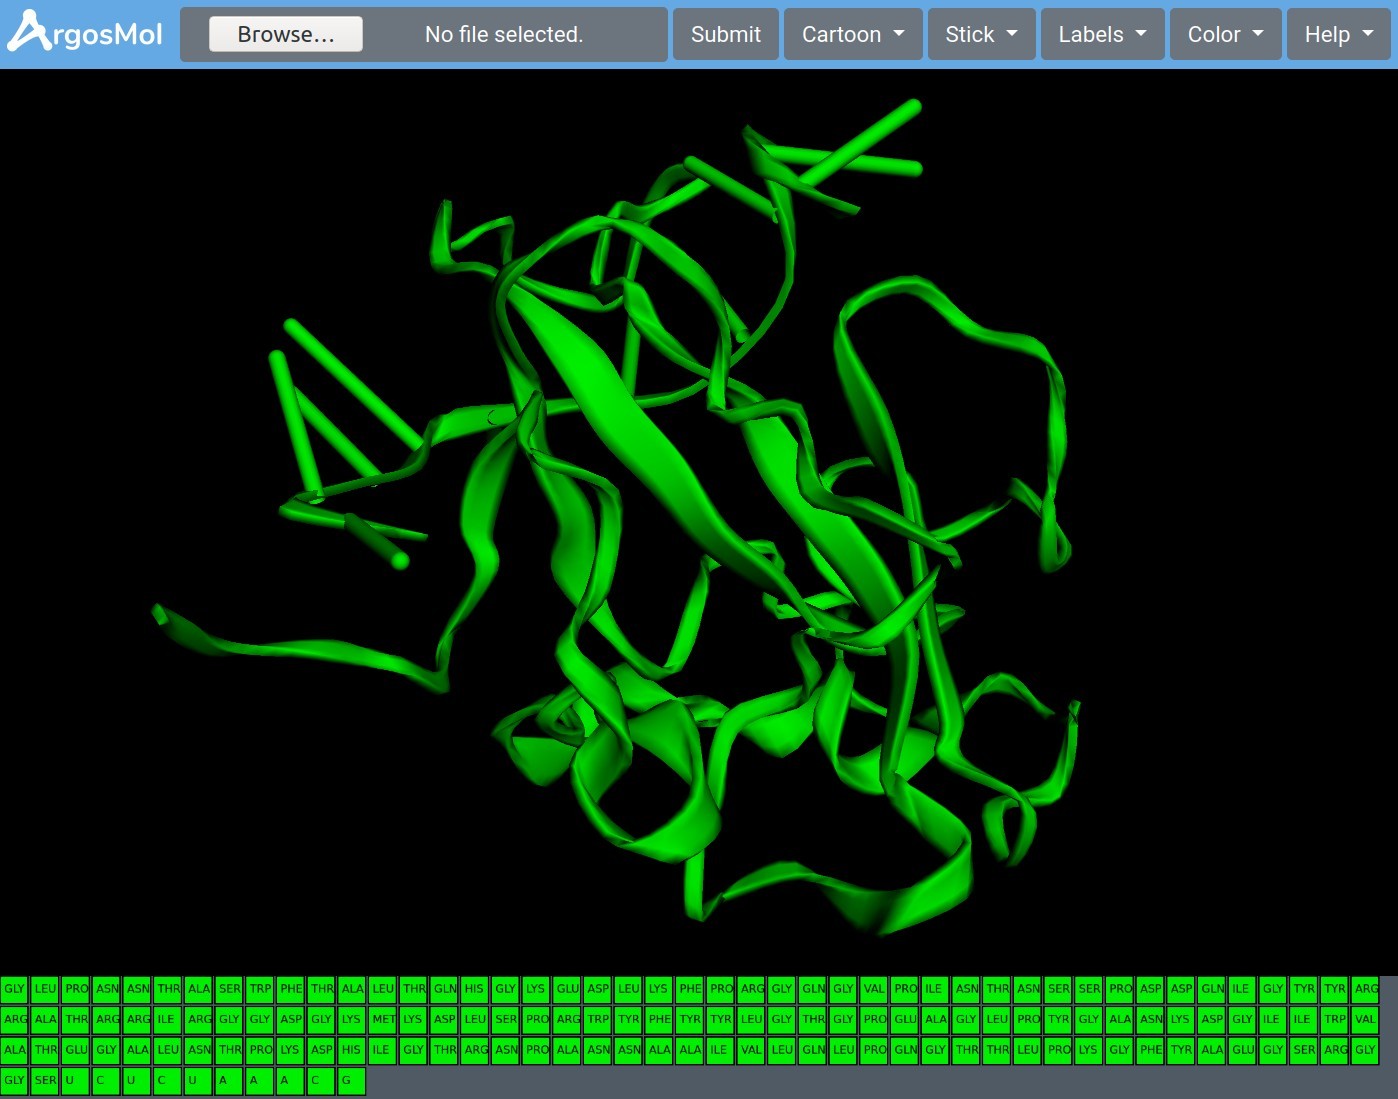 ArgosMol Browse... No file selected. Submit Cartoon Stick Labels Color Help
GLY LEU PRO ASN ASN THR ALA SER TRP PHE THR ALA LEU THR GLN HIS GLY LYS GLU ASP LEU LYS PHE PRO ARG GLY GLN GLY VAL PRO ILE ASN THR ASN SER SER PRO ASP ASP GLN ILE GLY TYR TYR ARG
ARG ALA THR ARG ARG ILE ARG GLY GLY ASP GLY LYS MET LYS ASP LEU SER PRO ARG TRP TYR PHE TYR TYR LEU GLY THR GLY PRO GLU ALA GLY LEU PRO TYR GLY ALA ASN LYS ASP GLY ILE ILE TRP VAL
ALA THR GLU GLY ALA LEU ASN THR PRO LYS ASP HIS ILE GLY THR ARG ASN PRO ALA ASN ASN ALA ALA ILE VAL LEU GLN LEU PRO GLN GLY THR THR LEU PRO LYS GLY PHE TYR ALA GLU GLY SER ARG GLY
GLY SER U C U C U A A A C G